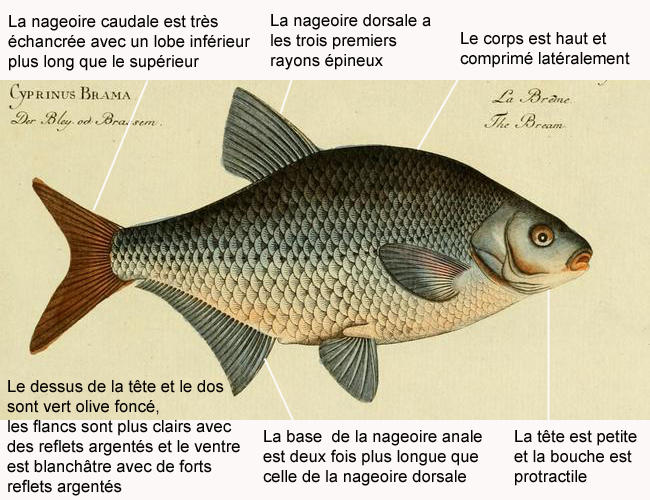 La nageoire caudale est très
échancrée avec un lobe inférieur
plus long que le supérieur
La nageoire dorsale a
les trois premiers
rayons épineux
Le corps est haut et
comprimé latéralement
CYPRINUS BRAMA
Der Bley. od Brassem.
La Brême.
The Bream.
Le dessus de la tête et le dos
sont vert olive foncé,
les flancs sont plus clairs avec
des reflets argentés et le ventre
est blanchâtre avec de forts
reflets argentés
La base de la nageoire anale
est deux fois plus longue que
celle de la nageoire dorsale
La tête est petite
et la bouche est
protractile